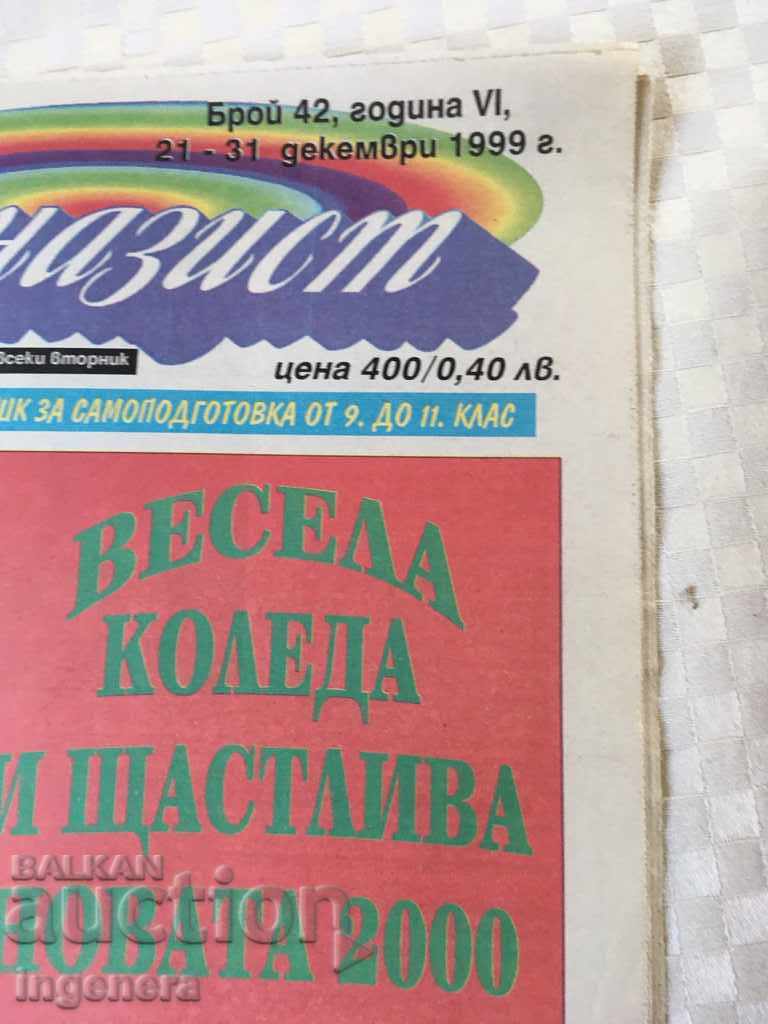 Брой 42, година VI,
21 - 31 декември 1999 г.
назист
всеки вторник
цена 400/0,40 лв.
ик ЗА САМОПОДГОТОВКА ОТ 9. ДО 11. КЛАС
ВЕСЕЛА
КОЛЕДА
И ЩАСТЛИВА
НОВАТА 2000
BALKAN
auction
ingenera